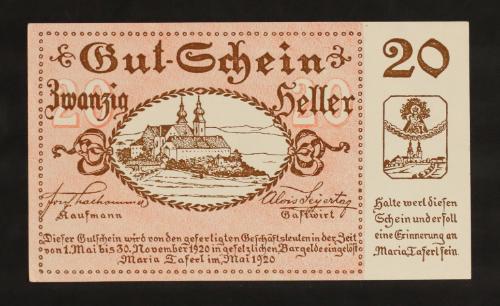 Gut-Schein
20
Zwanzig Heller
20 20
Kaufmann
Alois Feyertag
Gastwirt
Dieser Gutschein wird von den gefertigten Geschäftsleuten in der Zeit
von 1. Mai bis 30. November 1920 in gesetzlichen Bargelde eingelöst.
Maria Taferl im, Mai 1920
Halte wert diesen
Schein und er soll
eine Erinnerung an
Maria Taferl sein.